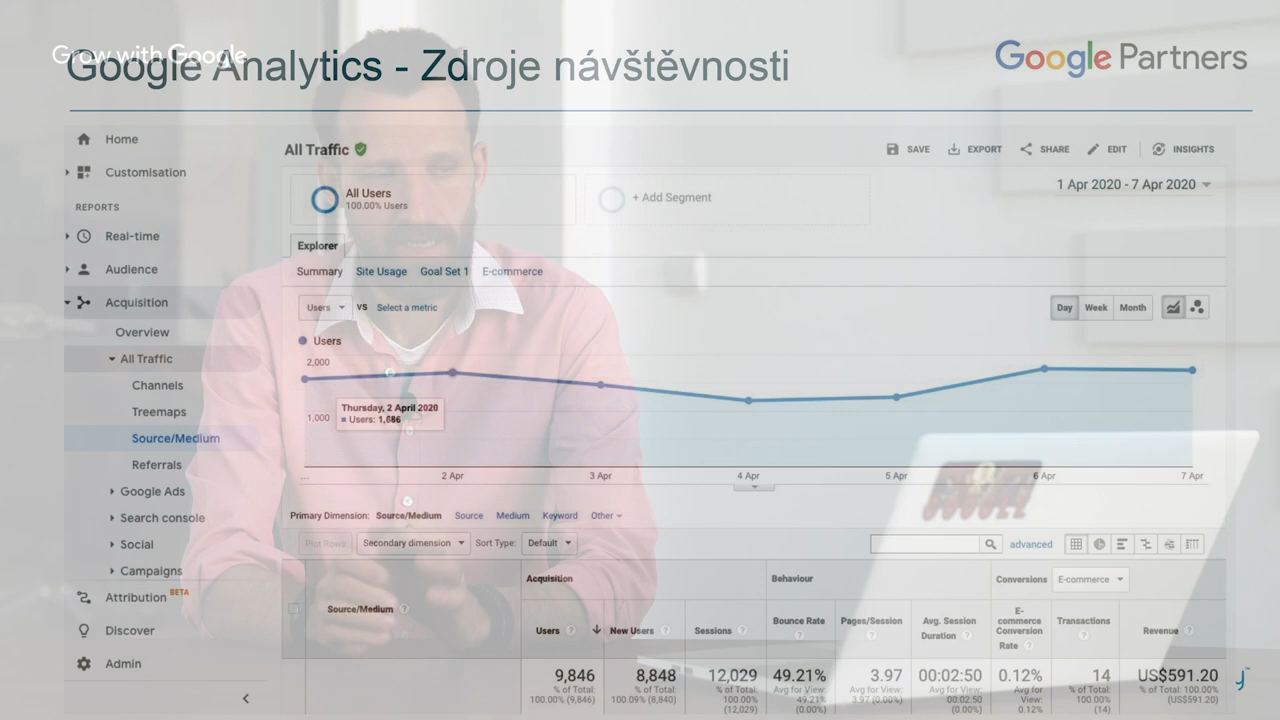 Grow with Google
Google Analytics - Zdroje návštěvnosti
Google Partners
Home
Customisation
REPORTS
Real-time
Audience
Acquisition
Overview
All Traffic
Channels
Treemaps
Source/Medium
Referrals
Google Ads
Search console
Social
Campaigns
Attribution BETA
Discover
Admin
All Traffic
SAVE EXPORT SHARE EDIT INSIGHTS
1 Apr 2020 - 7 Apr 2020
All Users
100.00% Users
+ Add Segment
Explorer
Summary Site Usage Goal Set 1 E-commerce
Users VS Select a metric
Day Week Month
Users
2,000
1,000
Thursday, 2 April 2020
Users: 1,686
... 2 Apr 3 Apr 4 Apr 5 Apr 6 Apr 7 Apr
Primary Dimension: Source/Medium Source Medium Keyword Other
Plot Rows Secondary dimension Sort Type: Default
advanced
Source/Medium
Acquisition
Behaviour
Conversions E-commerce
Users
New Users
Sessions
Bounce Rate
Pages/Session
Avg. Session
Duration
E-
commerce
Conversion
Rate
Transactions
Revenue
9,846
% of Total:
100.00% (9,846)
8,848
% of Total:
100.09% (8,840)
12,029
% of Total:
100.00%
(12,029)
49.21%
Avg for View:
49.21%
(0.00%)
3.97
Avg for View:
3.97 (0.00%)
00:02:50
Avg for View:
00:02:50
(0.00%)
0.12%
Avg for
View:
0.12%
14
% of Total:
100.00%
(14)
US$591.20
% of Total: 100.00%
(US$591.20)